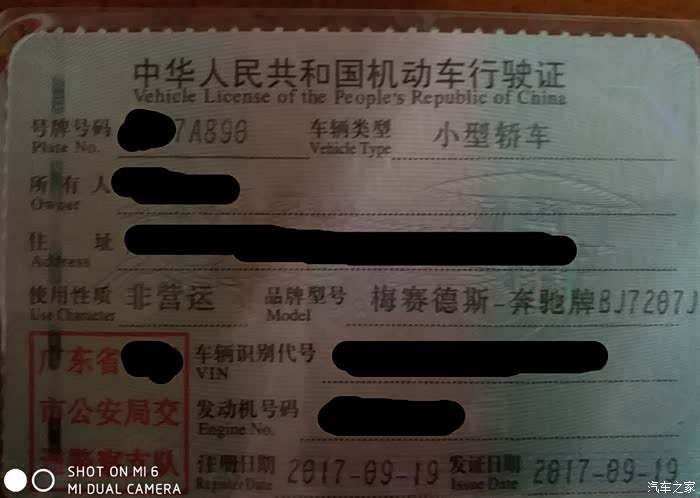 中华人民共和国机动车行驶证
Vehicle License of the People's Republic of China
号牌号码 7A890 车辆类型 小型轿车
Plate No. Vehicle Type
所有人
Owner
住址
Address
使用性质 非营运 品牌型号 梅赛德斯-奔驰牌BJ7207J
Use Character Model
广东省 车辆识别代号
VIN
市公安局交 发动机号码
Engine No.
通警察支队 注册日期 2017-09-19 发证日期 2017-09-19
Register Date Issue Date
SHOT ON MI 6
MI DUAL CAMERA
汽车之家